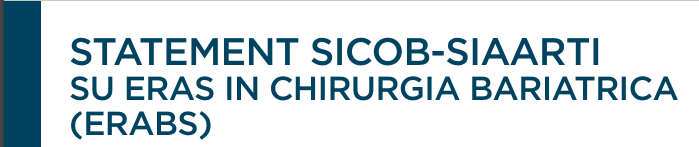 STATEMENT SICOB-SIAARTI
SU ERAS IN CHIRURGIA BARIATRICA
(ERABS)